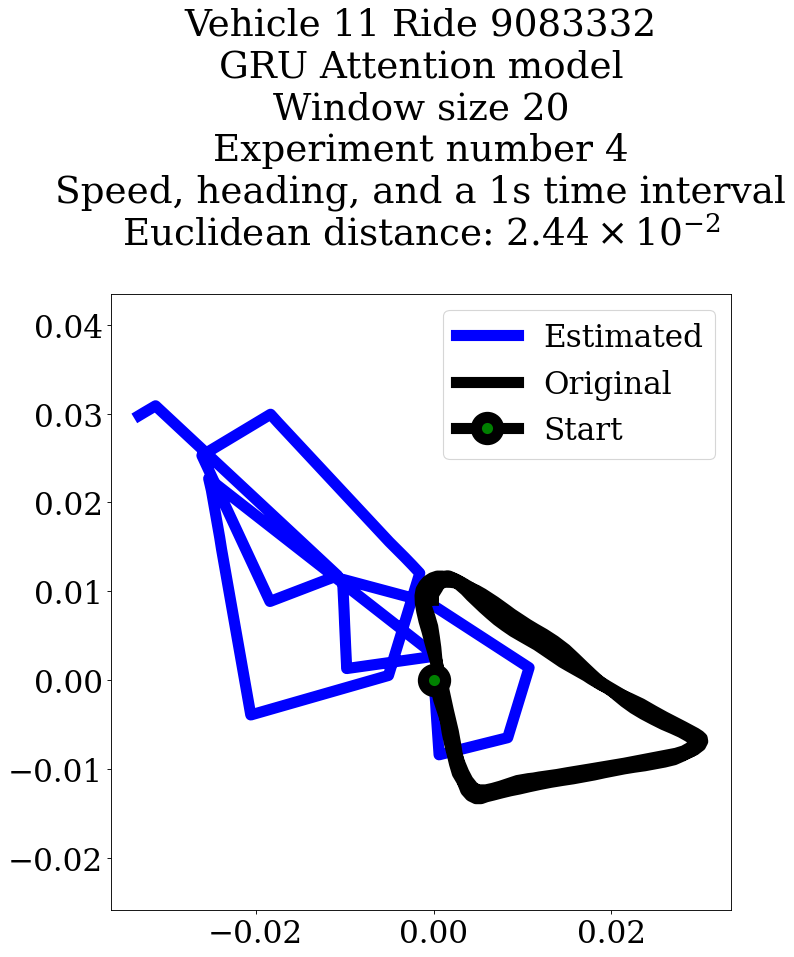 Vehicle 11 Ride 9083332
GRU Attention model
Window size 20
Experiment number 4
Speed, heading, and a 1s time interval
Euclidean distance: 2.44 × 10⁻²
Estimated
Original
Start
0.04
0.03
0.02
0.01
0.00
−0.01
−0.02
−0.02
0.00
0.02